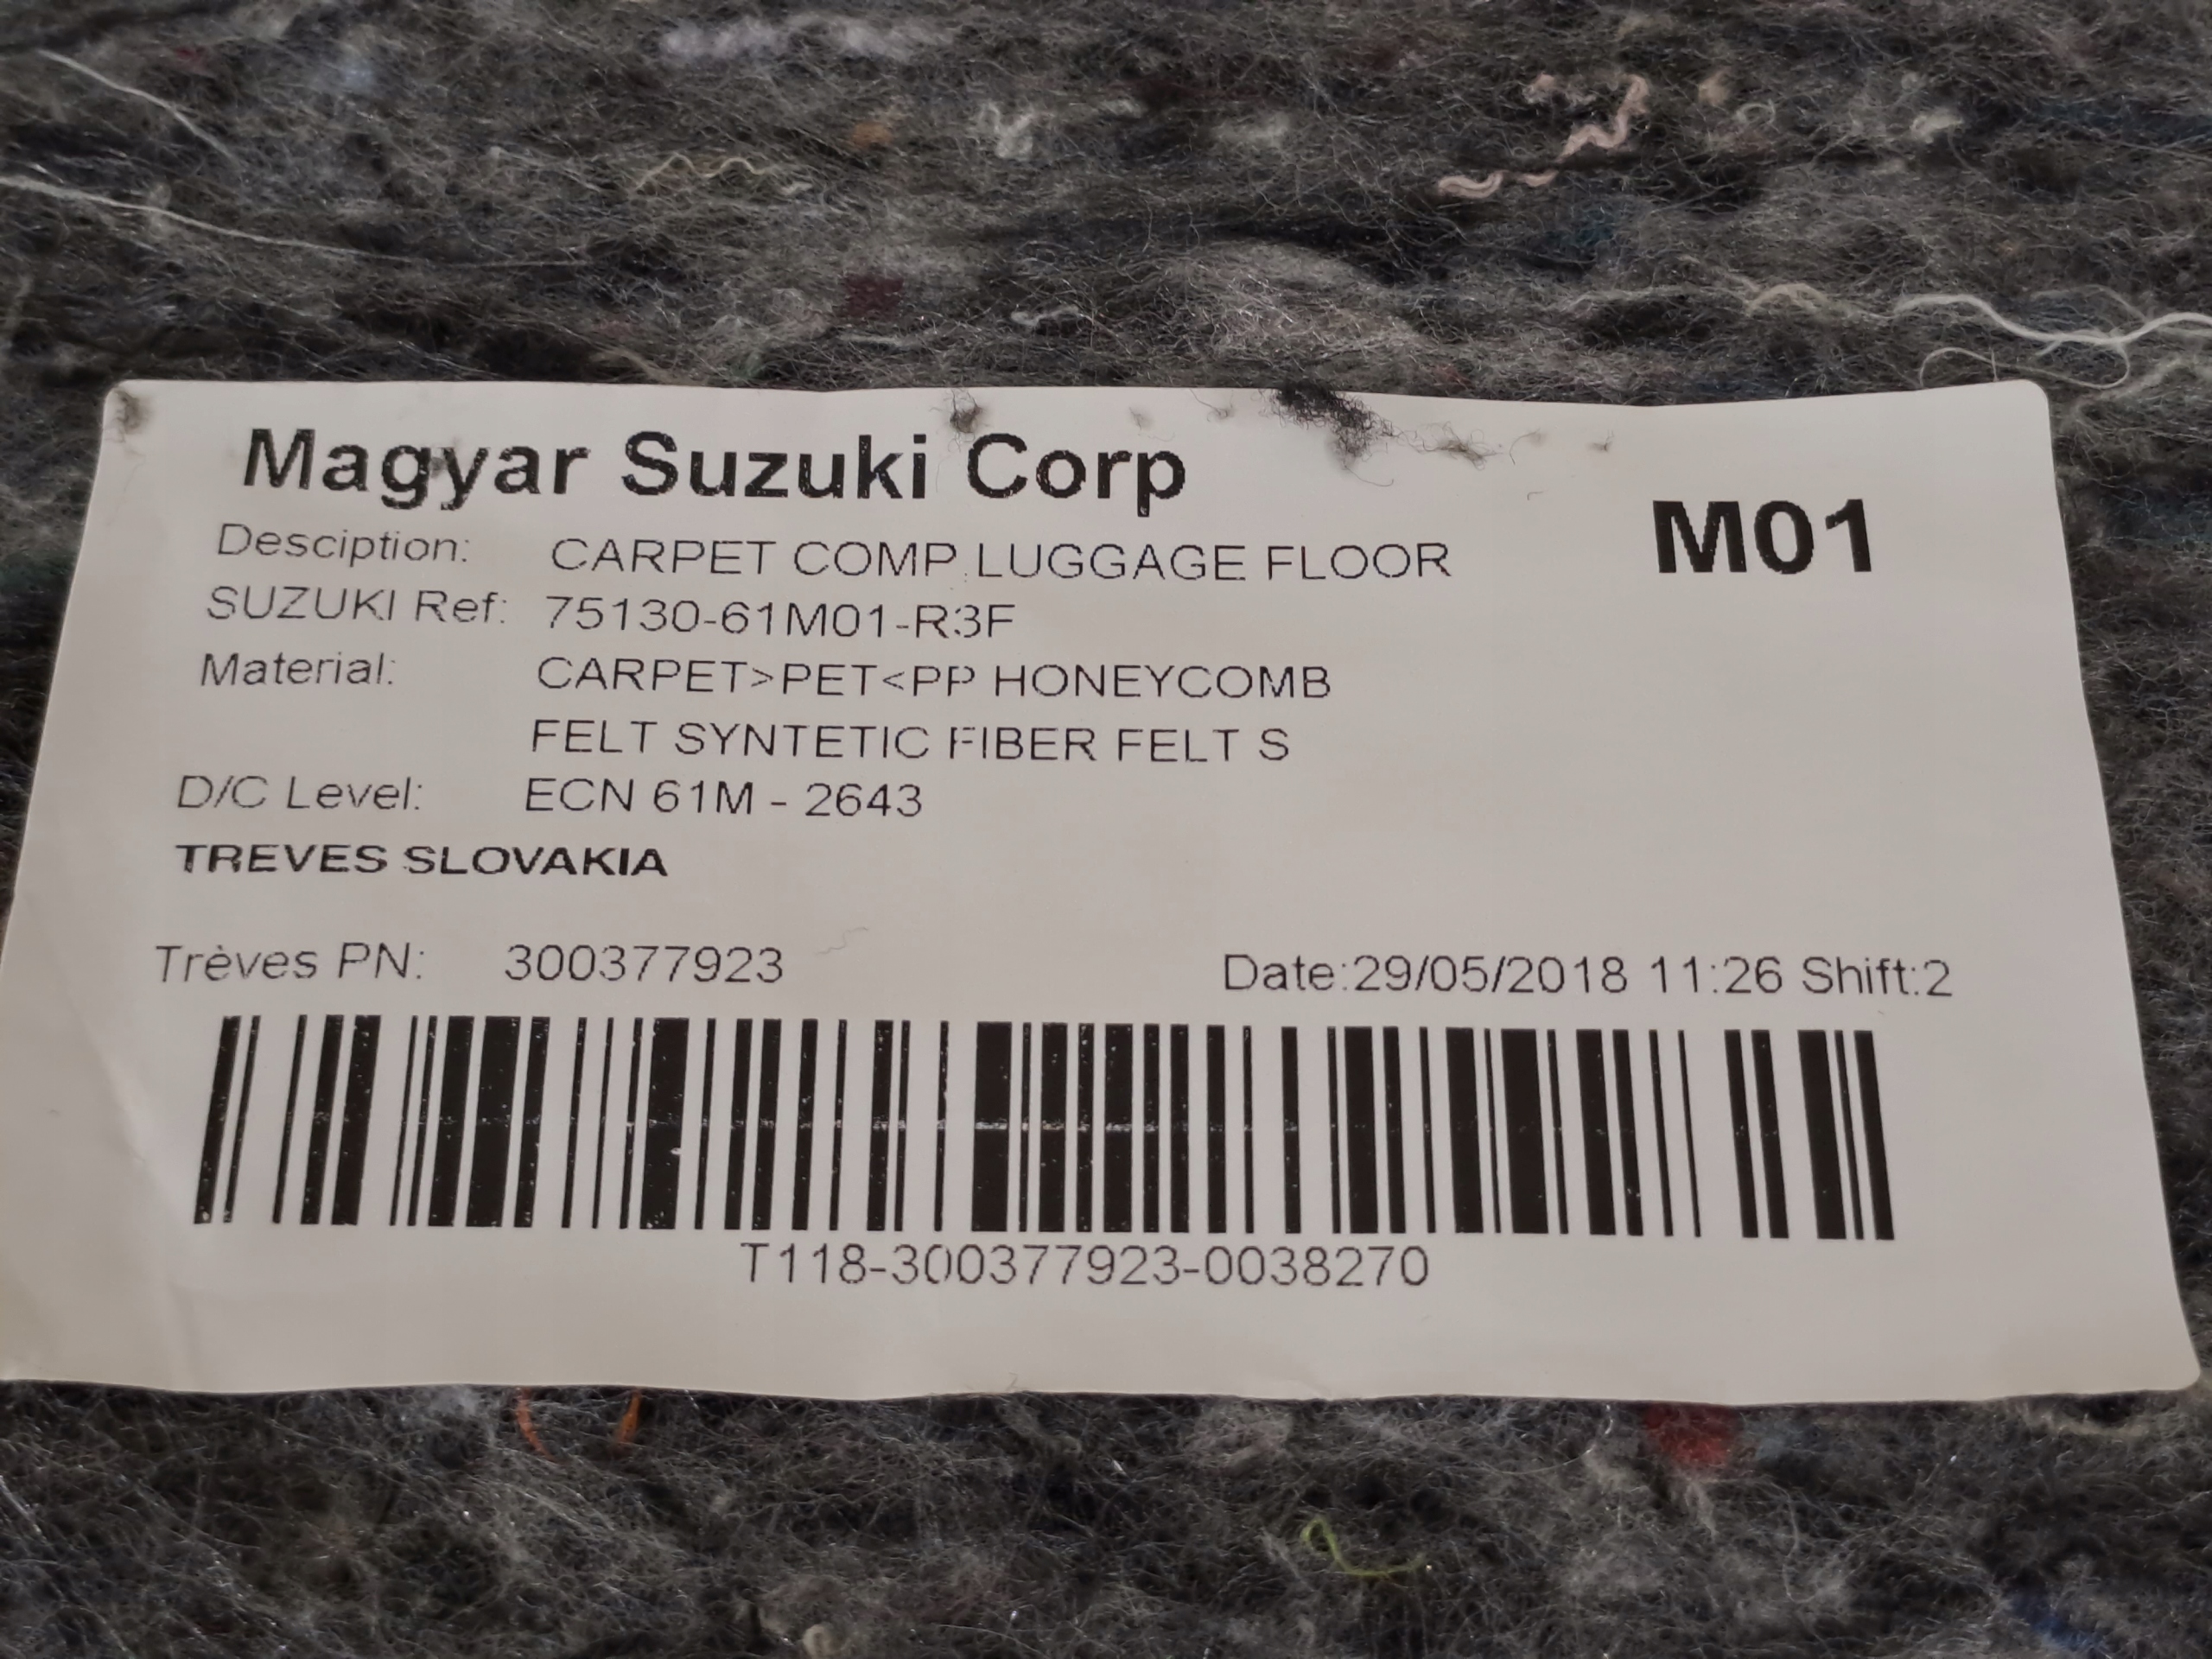 Magyar Suzuki Corp
M01
Desciption: CARPET COMP.LUGGAGE FLOOR
SUZUKI Ref: 75130-61M01-R3F
Material: CARPET>PET<PP HONEYCOMB
FELT SYNTETIC FIBER FELT S
D/C Level: ECN 61M - 2643
TREVES SLOVAKIA
Trèves PN: 300377923
Date:29/05/2018 11:26 Shift:2
T118-300377923-0038270